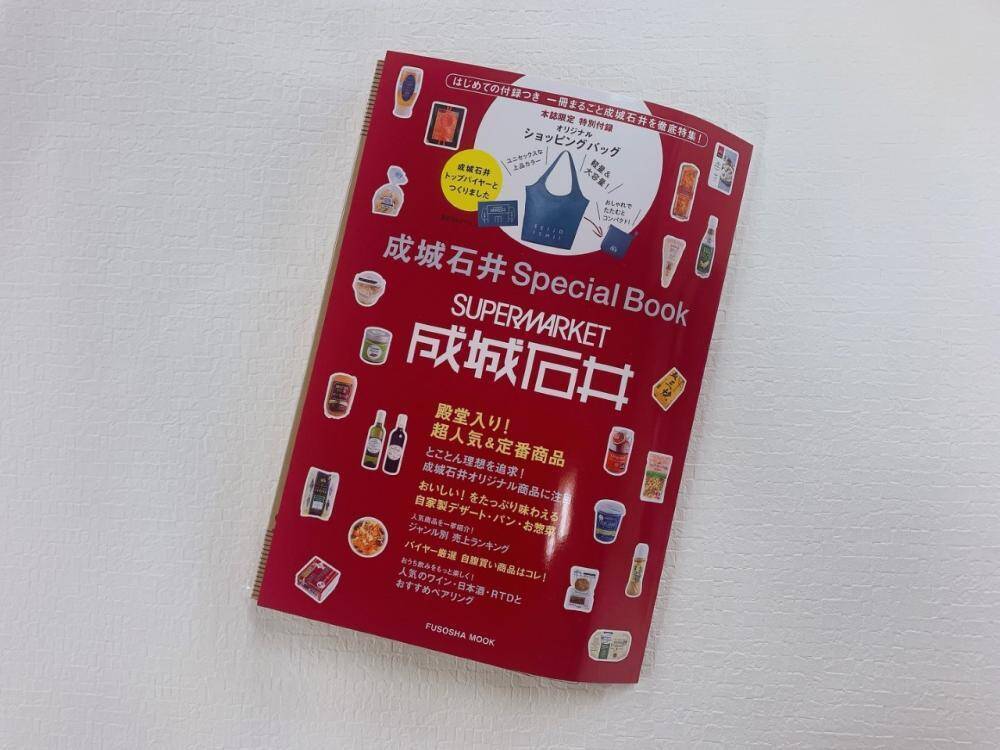 はじめての付録つき 一冊まるごと成城石井を徹底特集!
本誌限定 特別付録
オリジナル
ショッピングバッグ
ユニセックスな
上品カラー
軽量&
大容量!
成城石井
トップバイヤーと
つくりました
おしゃれで
たたむと
コンパクト!
SEIJO
ISHII
成城石井 Special Book
SUPERMARKET
成城石井
殿堂入り!
超人気&定番商品
とことん理想を追求!
成城石井オリジナル商品に注目
おいしい!をたっぷり味わえる
自家製デザート・パン・お惣菜
人気商品を一挙紹介!
ジャンル別 売上ランキング
バイヤー厳選 自腹買い商品はコレ!
おうち飲みをもっと楽しく!
人気のワイン・日本酒・RTDと
おすすめペアリング
FUSOSHA MOOK